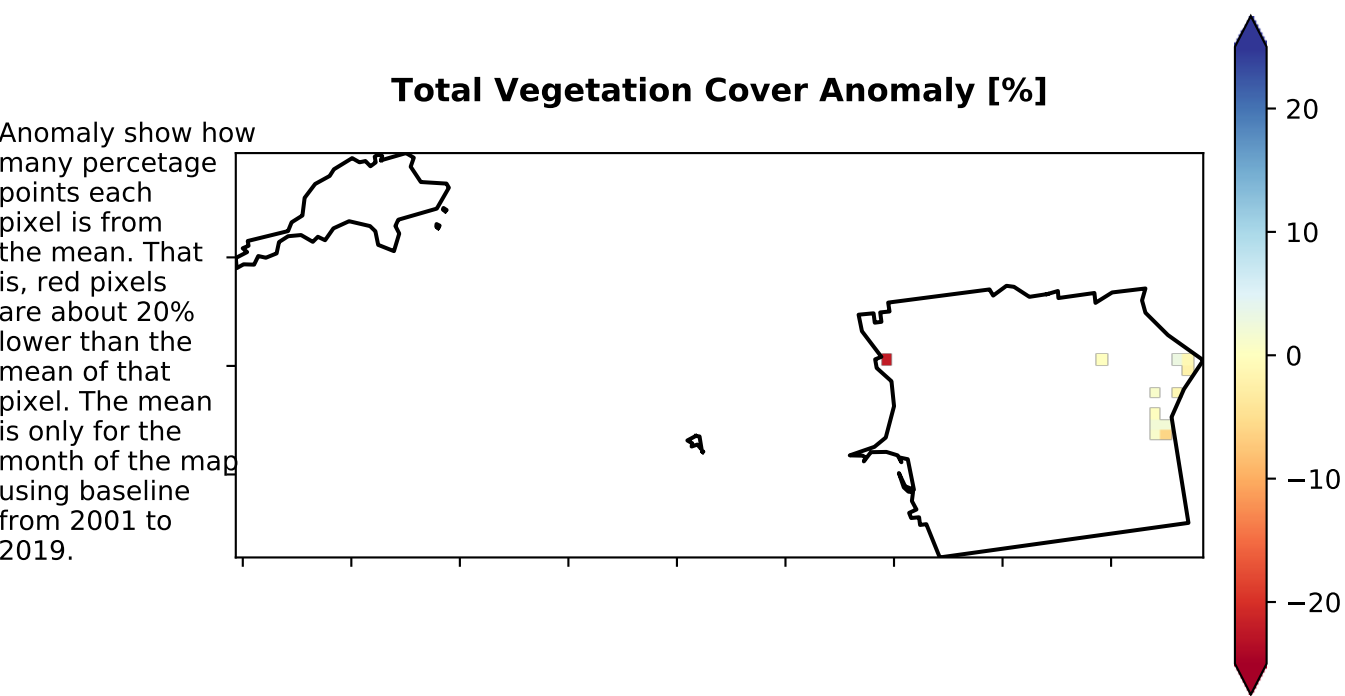 Total Vegetation Cover Anomaly [%]
Anomaly show how
many percetage
points each
pixel is from
the mean. That
is, red pixels
are about 20%
lower than the
mean of that
pixel. The mean
is only for the
month of the map
using baseline
from 2001 to
2019.
20
10
0
−10
−20